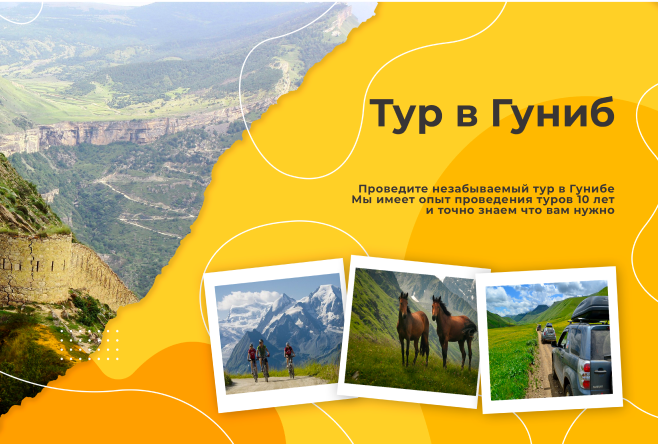 Тур в Гуниб
Проведите незабываемый тур в Гунибе
Мы имеет опыт проведения туров 10 лет
и точно знаем что вам нужно